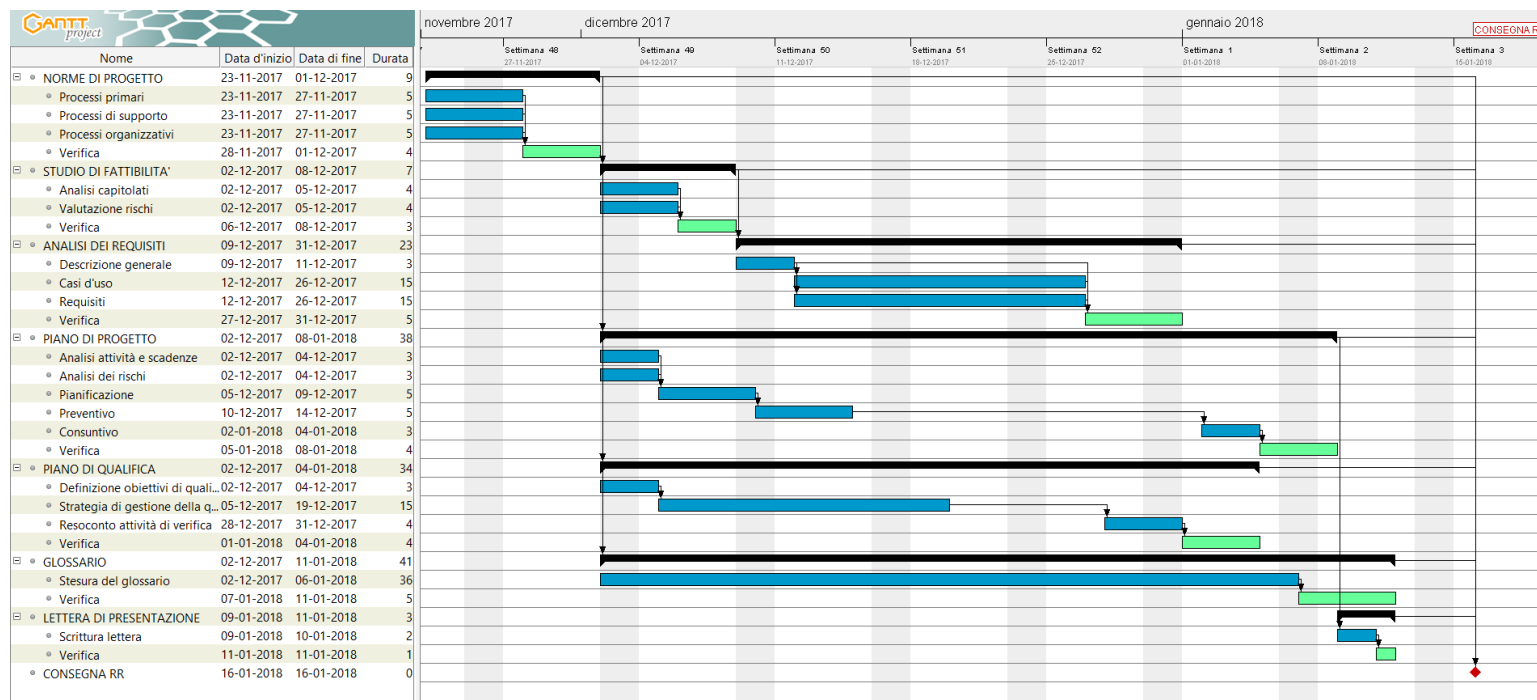 GANTT project
novembre 2017 dicembre 2017 gennaio 2018
CONSEGNA R
Nome Data d'inizio Data di fine Durata
Settimana 48 Settimana 49 Settimana 50 Settimana 51 Settimana 52 Settimana 1 Settimana 2 Settimana 3
27-11-2017 04-12-2017 11-12-2017 18-12-2017 25-12-2017 01-01-2018 08-01-2018 15-01-2018
NORME DI PROGETTO 23-11-2017 01-12-2017 9
Processi primari 23-11-2017 27-11-2017 5
Processi di supporto 23-11-2017 27-11-2017 5
Processi organizzativi 23-11-2017 27-11-2017 5
Verifica 28-11-2017 01-12-2017 4
STUDIO DI FATTIBILITA' 02-12-2017 08-12-2017 7
Analisi capitolati 02-12-2017 05-12-2017 4
Valutazione rischi 02-12-2017 05-12-2017 4
Verifica 06-12-2017 08-12-2017 3
ANALISI DEI REQUISITI 09-12-2017 31-12-2017 23
Descrizione generale 09-12-2017 11-12-2017 3
Casi d'uso 12-12-2017 26-12-2017 15
Requisiti 12-12-2017 26-12-2017 15
Verifica 27-12-2017 31-12-2017 5
PIANO DI PROGETTO 02-12-2017 08-01-2018 38
Analisi attività e scadenze 02-12-2017 04-12-2017 3
Analisi dei rischi 02-12-2017 04-12-2017 3
Pianificazione 05-12-2017 09-12-2017 5
Preventivo 10-12-2017 14-12-2017 5
Consuntivo 02-01-2018 04-01-2018 3
Verifica 05-01-2018 08-01-2018 4
PIANO DI QUALIFICA 02-12-2017 04-01-2018 34
Definizione obiettivi di quali... 02-12-2017 04-12-2017 3
Strategia di gestione della q... 05-12-2017 19-12-2017 15
Resoconto attività di verifica 28-12-2017 31-12-2017 4
Verifica 01-01-2018 04-01-2018 4
GLOSSARIO 02-12-2017 11-01-2018 41
Stesura del glossario 02-12-2017 06-01-2018 36
Verifica 07-01-2018 11-01-2018 5
LETTERA DI PRESENTAZIONE 09-01-2018 11-01-2018 3
Scrittura lettera 09-01-2018 10-01-2018 2
Verifica 11-01-2018 11-01-2018 1
CONSEGNA RR 16-01-2018 16-01-2018 0